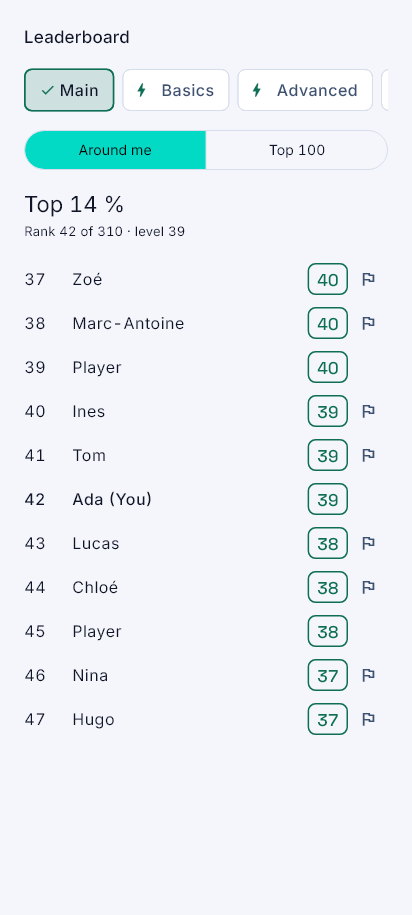 Leaderboard
Main Basics Advanced
Around me Top 100
Top 14 %
Rank 42 of 310 · level 39
37 Zoé 40
38 Marc-Antoine 40
39 Player 40
40 Ines 39
41 Tom 39
42 Ada (You) 39
43 Lucas 38
44 Chloé 38
45 Player 38
46 Nina 37
47 Hugo 37